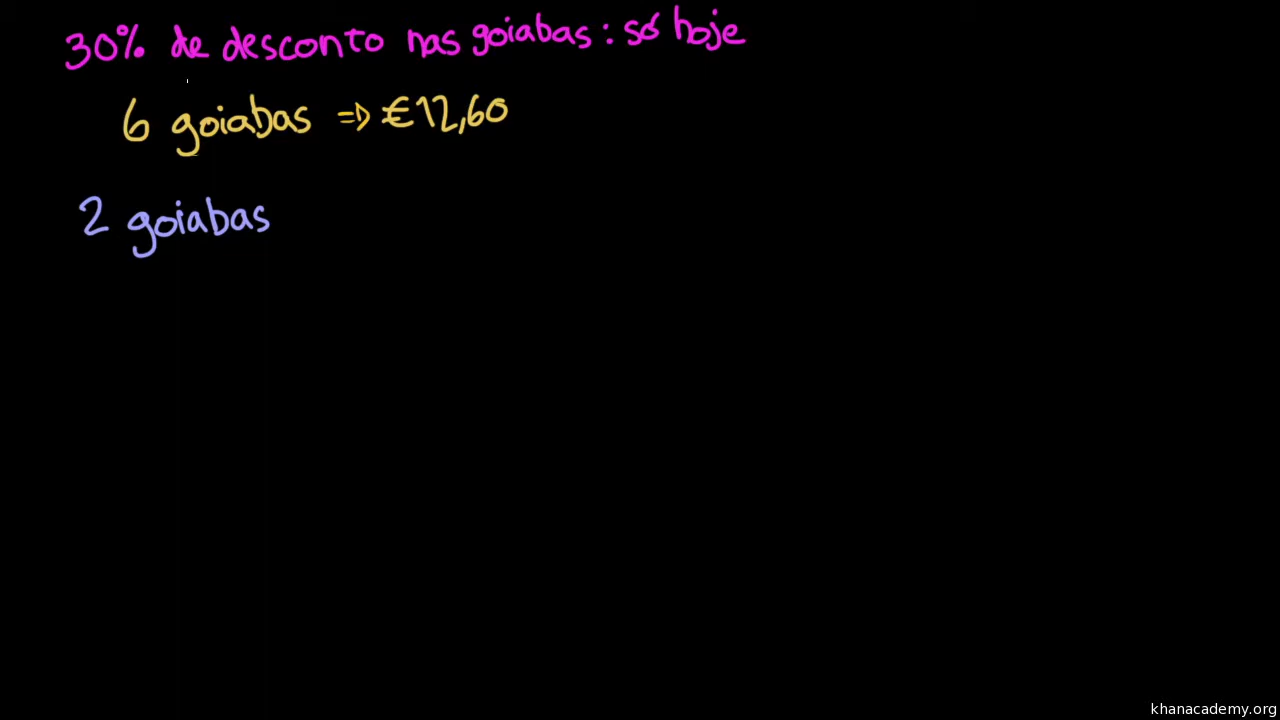 30% de desconto nas goiabas : só hoje
6 goiabas => €12,60
2 goiabas
khanacademy.org